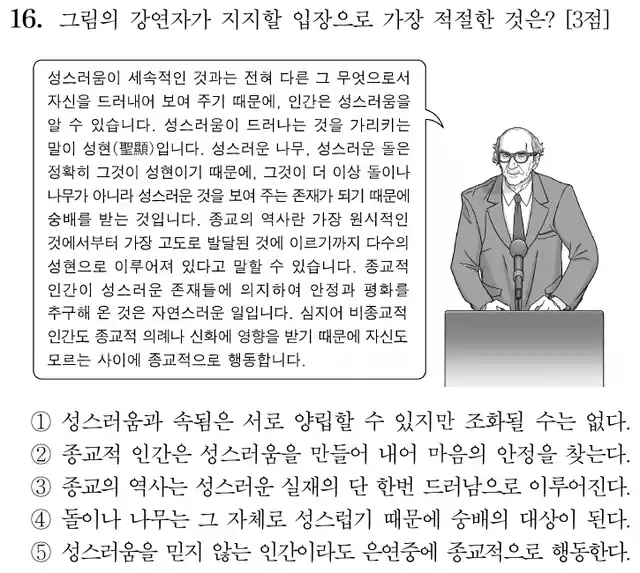 16. 그림의 강연자가 지지할 입장으로 가장 적절한 것은? [3점]
성스러움이 세속적인 것과는 전혀 다른 그 무엇으로서
자신을 드러내어 보여 주기 때문에, 인간은 성스러움을
알 수 있습니다. 성스러움이 드러나는 것을 가리키는
말이 성현(聖顯)입니다. 성스러운 나무, 성스러운 돌은
정확히 그것이 성현이기 때문에, 그것이 더 이상 돌이나
나무가 아니라 성스러운 것을 보여 주는 존재가 되기 때문에
숭배를 받는 것입니다. 종교의 역사란 가장 원시적인
것에서부터 가장 고도로 발달된 것에 이르기까지 다수의
성현으로 이루어져 있다고 말할 수 있습니다. 종교적
인간이 성스러운 존재들에 의지하여 안정과 평화를
추구해 온 것은 자연스러운 일입니다. 심지어 비종교적
인간도 종교적 의례나 신화에 영향을 받기 때문에 자신도
모르는 사이에 종교적으로 행동합니다.
① 성스러움과 속됨은 서로 양립할 수 있지만 조화될 수는 없다.
② 종교적 인간은 성스러움을 만들어 내어 마음의 안정을 찾는다.
③ 종교의 역사는 성스러운 실재의 단 한번 드러남으로 이루어진다.
④ 돌이나 나무는 그 자체로 성스럽기 때문에 숭배의 대상이 된다.
⑤ 성스러움을 믿지 않는 인간이라도 은연중에 종교적으로 행동한다.